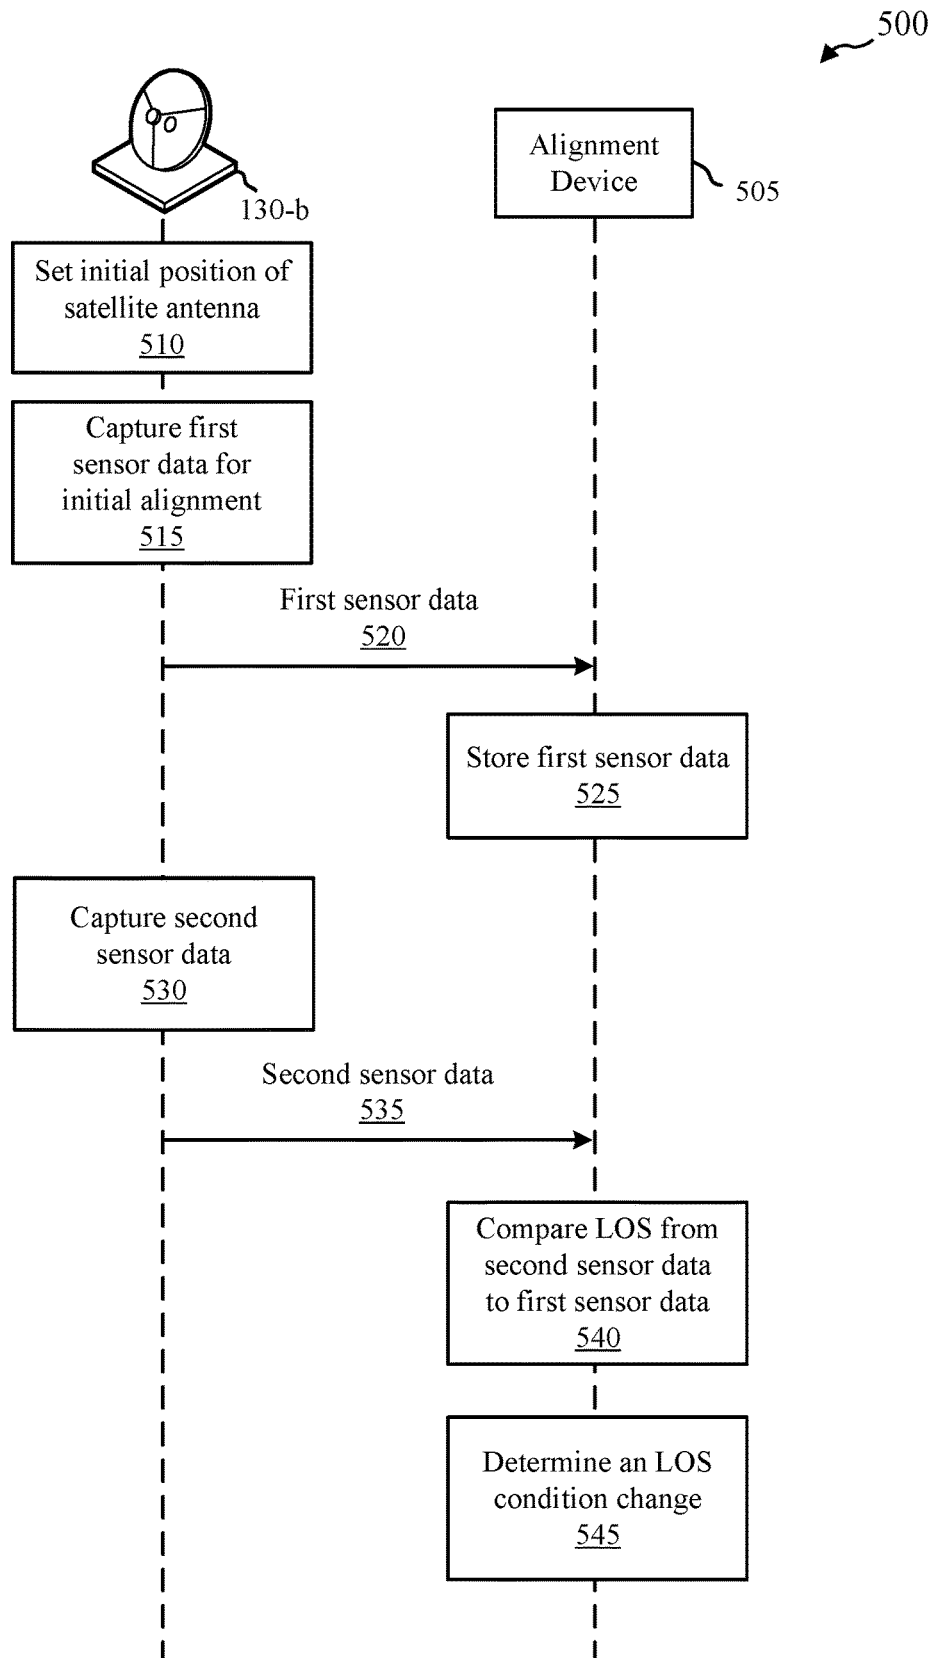 500
Alignment
Device
505
130-b
Set initial position of
satellite antenna
510
Capture first
sensor data for
initial alignment
515
First sensor data
520
Store first sensor data
525
Capture second
sensor data
530
Second sensor data
535
Compare LOS from
second sensor data
to first sensor data
540
Determine an LOS
condition change
545